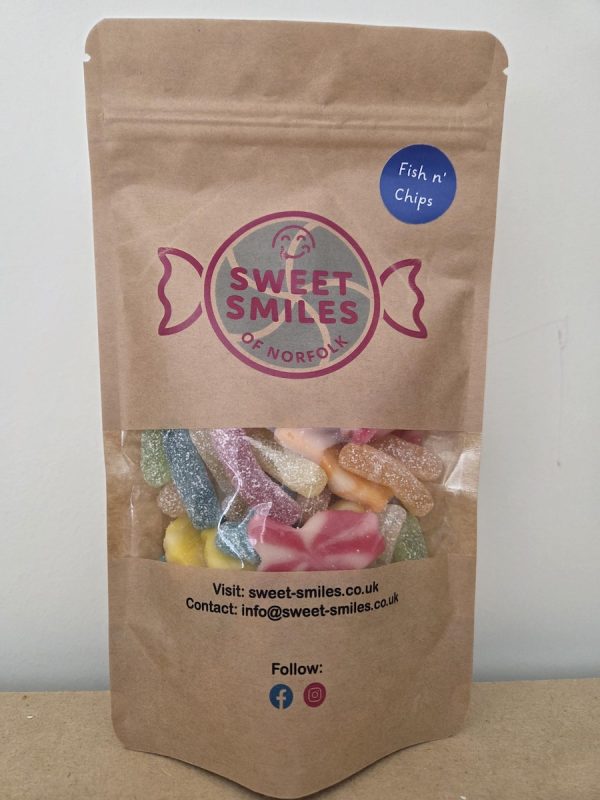 Fish n'
Chips
SWEET
SMILES
OF NORFOLK
Visit: sweet-smiles.co.uk
Contact: info@sweet-smiles.co.uk
Follow: